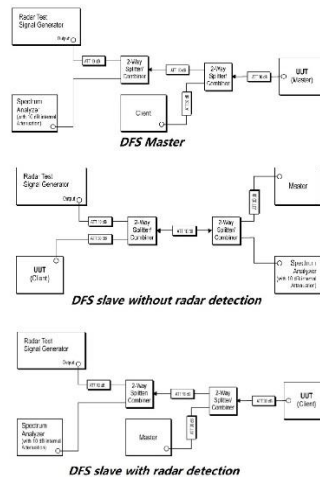 Radar Test
Signal Generator
Output
2-Way
Splitter/
Combiner
2-Way
Splitter/
Combiner
UUT
(Master)
Spectrum
Analyzer
(with 10 dB internal
Attenuation)
Client
DFS Master
Radar Test
Signal Generator
Output
Master
2-Way
Splitter/
Combiner
2-Way
Splitter/
Combiner
UUT
(Client)
Spectrum
Analyzer
(with 10 dB internal
Attenuation)
DFS slave without radar detection
Radar Test
Signal Generator
Output
2-Way
Splitter/
Combiner
2-Way
Splitter/
Combiner
UUT
(Client)
Spectrum
Analyzer
(with 10 dB internal
Attenuation)
Master
DFS slave with radar detection